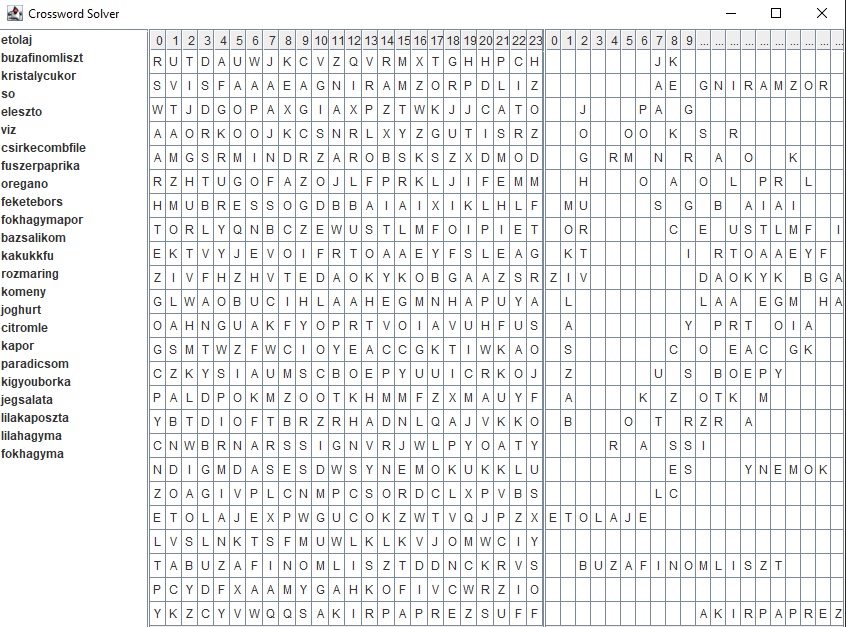 Crossword Solver
etolaj
buzafinomliszt
kristalycukor
so
eleszto
viz
csirkecombfile
fuszerpaprika
oregano
feketebors
fokhagymapor
bazsalikom
kakukkfu
rozmaring
komeny
joghurt
citromle
kapor
paradicsom
kigyouborka
jegsalata
lilakaposzta
lilahagyma
fokhagyma
0 1 2 3 4 5 6 7 8 9 10 11 12 13 14 15 16 17 18 19 20 21 22 23
R U T D A U W J K C V Z Q V R M X T G H H P C H
S V I S F A A A E A G N I R A M Z O R P D L I Z
W T J D G O P A X G I A X P Z T W K J J C A T O
A A O R K O O J K C S N R L X Y Z G U T I S R Z
A M G S R M I N D R Z A R O B S K S Z X D M O D
R Z H T U G O F A Z O J L F P R K L J I F E M M
H M U B R E S S O G D B B A I A I X I K L H L F
T O R L Y Q N B C Z E W U S T L M F O I P I E T
E K T V Y J E V O I F R T O A A E Y F S L E A G
Z I V F H Z H V T E D A O K Y K O B G A A Z S R
G L W A O B U C I H L A A H E G M N H A P U Y A
O A H N G U A K F Y O P R T V O I A V U H F U S
G S M T W Z F W C I O Y E A C C G K T I W K A O
C Z K Y S I A U M S C B O E P Y U U I C R K O J
P A L D P O K M Z O O T K H M M F Z X M A U Y F
Y B T D I O F T B R Z R H A D N L Q A J V K K O
C N W B R N A R S S I G N V R J W L P Y O A T Y
N D I G M D A S E S D W S Y N E M O K U K K L U
Z O A G I V P L C N M P C S O R D C L X P V B S
E T O L A J E X P W G U C O K Z W T V Q J P Z X
L V S L N K T S F M U W L K L K V J O M W C I Y
T A B U Z A F I N O M L I S Z T D D N C K R V S
P C Y D F X A A M Y G A H K O F I V C W R Z I O
Y K Z C Y V W Q Q S A K I R P A P R E Z S U F F
0 1 2 3 4 5 6 7 8 9 ... ... ... ... ... ... ... ... ...
J K
A E G N I R A M Z O R
J P A G
O O O K S R
G R M N R A O K
H O A O L P R L
M U S G B A I A I
O R C E U S T L M F I
K T I R T O A A E Y F
Z I V D A O K Y K B G A
L L A A E G M H A
A Y P R T O I A
S C O E A C G K
Z U S B O E P Y
A K Z O T K M
B O T R Z R A
R A S S I
E S Y N E M O K
L C
E T O L A J E
B U Z A F I N O M L I S Z T
A K I R P A P R E Z